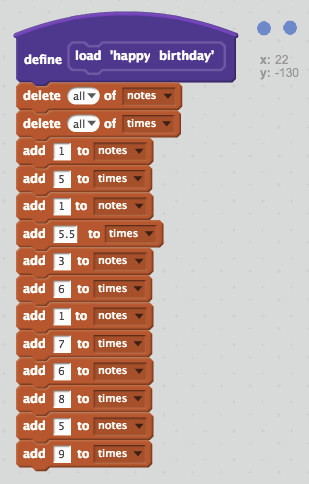 define load 'happy birthday'
x: 22
y: -130
delete all of notes
delete all of times
add 1 to notes
add 5 to times
add 1 to notes
add 5.5 to times
add 3 to notes
add 6 to times
add 1 to notes
add 7 to times
add 6 to notes
add 8 to times
add 5 to notes
add 9 to times